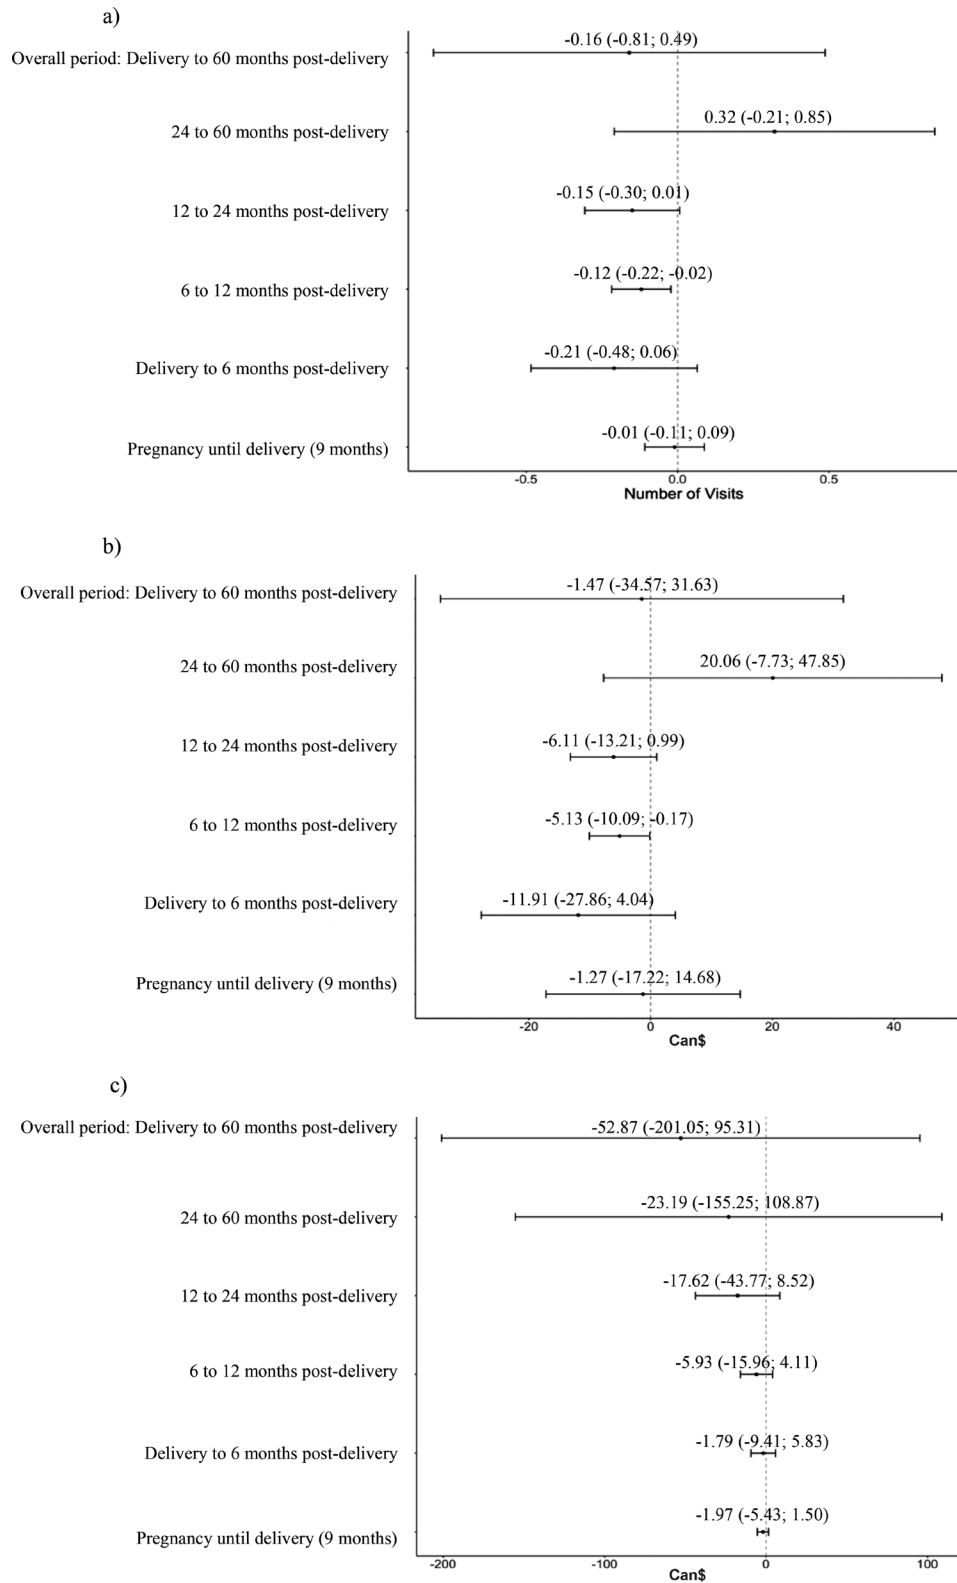 a)
-0.16 (-0.81; 0.49)
Overall period: Delivery to 60 months post-delivery
0.32 (-0.21; 0.85)
24 to 60 months post-delivery
-0.15 (-0.30; 0.01)
12 to 24 months post-delivery
-0.12 (-0.22; -0.02)
6 to 12 months post-delivery
-0.21 (-0.48; 0.06)
Delivery to 6 months post-delivery
-0.01 (-0.11; 0.09)
Pregnancy until delivery (9 months)
-0.5 0.0 0.5
Number of Visits
b)
-1.47 (-34.57; 31.63)
Overall period: Delivery to 60 months post-delivery
20.06 (-7.73; 47.85)
24 to 60 months post-delivery
-6.11 (-13.21; 0.99)
12 to 24 months post-delivery
-5.13 (-10.09; -0.17)
6 to 12 months post-delivery
-11.91 (-27.86; 4.04)
Delivery to 6 months post-delivery
-1.27 (-17.22; 14.68)
Pregnancy until delivery (9 months)
-20 0 20 40
Can$
c)
-52.87 (-201.05; 95.31)
Overall period: Delivery to 60 months post-delivery
-23.19 (-155.25; 108.87)
24 to 60 months post-delivery
-17.62 (-43.77; 8.52)
12 to 24 months post-delivery
-5.93 (-15.96; 4.11)
6 to 12 months post-delivery
-1.79 (-9.41; 5.83)
Delivery to 6 months post-delivery
-1.97 (-5.43; 1.50)
Pregnancy until delivery (9 months)
-200 -100 0 100
Can$